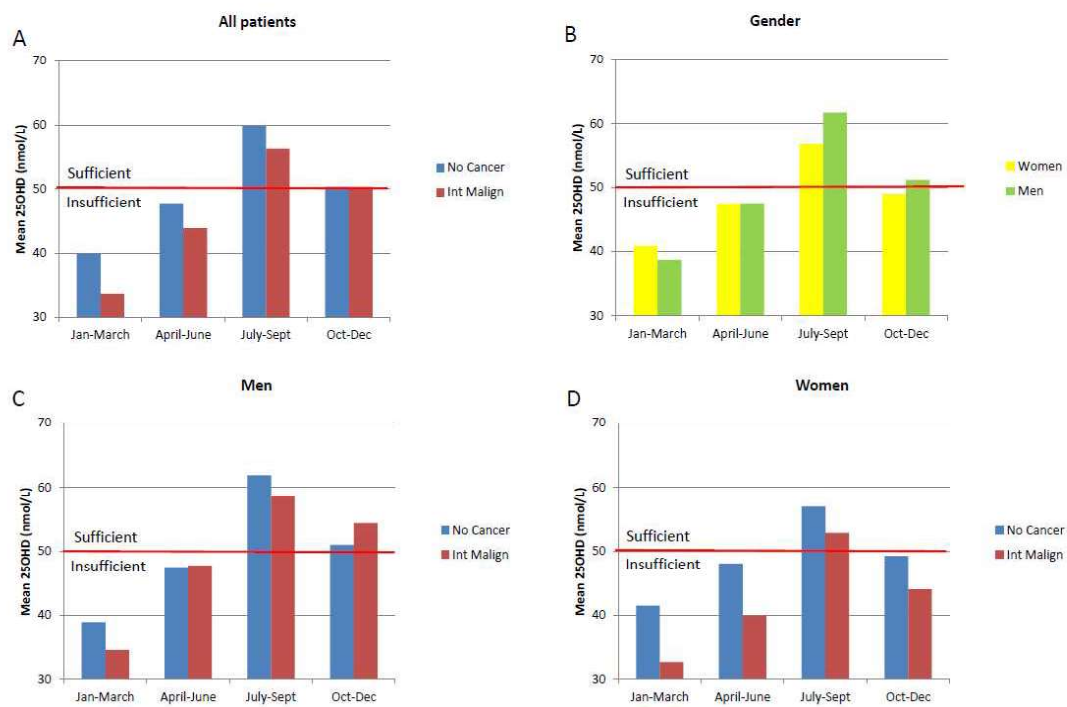 A
All patients
Mean 25OHD (nmol/L)
70
60
50
40
30
Sufficient
Insufficient
Jan-March April-June July-Sept Oct-Dec
No Cancer
Int Malign
B
Gender
Mean 25OHD (nmol/L)
70
60
50
40
30
Sufficient
Insufficient
Jan-March April-June July-Sept Oct-Dec
Women
Men
C
Men
Mean 25OHD (nmol/L)
70
60
50
40
30
Sufficient
Insufficient
Jan-March April-June July-Sept Oct-Dec
No Cancer
Int Malign
D
Women
Mean 25OHD (nmol/L)
70
60
50
40
30
Sufficient
Insufficient
Jan-March April-June July-Sept Oct-Dec
No Cancer
Int Malign